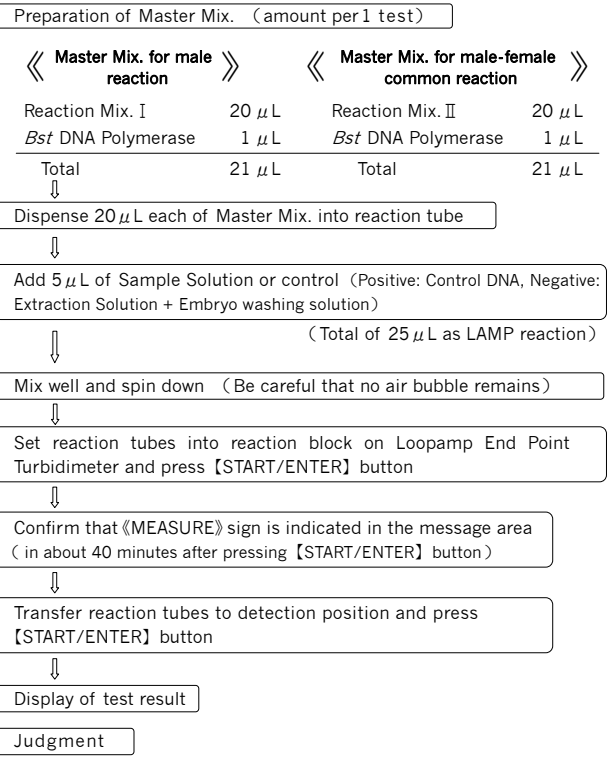 Preparation of Master Mix. （amount per 1 test）
《 Master Mix. for male reaction 》 《 Master Mix. for male-female common reaction 》
Reaction Mix. Ⅰ 20 μL Reaction Mix. Ⅱ 20 μL
Bst DNA Polymerase 1 μL Bst DNA Polymerase 1 μL
Total 21 μL Total 21 μL
⇩
Dispense 20 μL each of Master Mix. into reaction tube
⇩
Add 5 μL of Sample Solution or control （Positive: Control DNA, Negative:
Extraction Solution + Embryo washing solution）
（Total of 25 μL as LAMP reaction）
⇩
Mix well and spin down （Be careful that no air bubble remains）
⇩
Set reaction tubes into reaction block on Loopamp End Point
Turbidimeter and press 【START/ENTER】 button
⇩
Confirm that 《MEASURE》 sign is indicated in the message area
（in about 40 minutes after pressing 【START/ENTER】 button）
⇩
Transfer reaction tubes to detection position and press
【START/ENTER】 button
⇩
Display of test result
Judgment